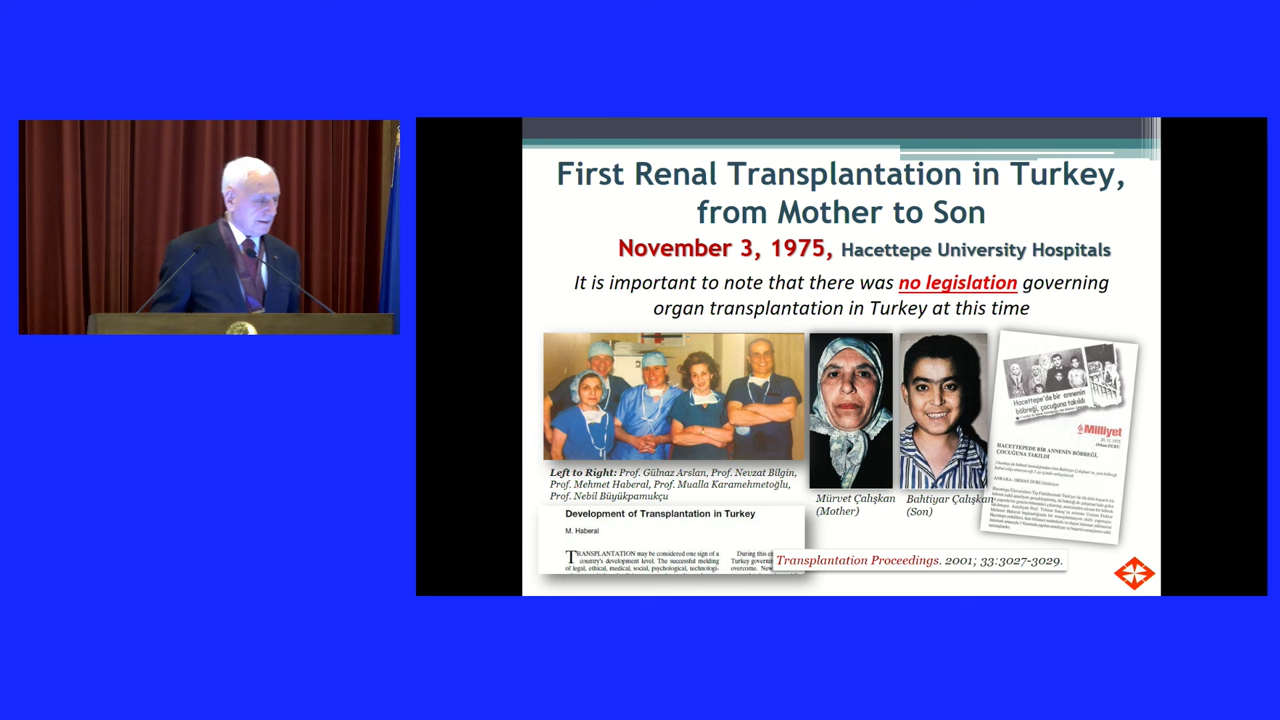 First Renal Transplantation in Turkey,
from Mother to Son
November 3, 1975, Hacettepe University Hospitals
It is important to note that there was no legislation governing
organ transplantation in Turkey at this time
Left to Right: Prof. Gülnaz Arslan, Prof. Nevzat Bilgin,
Prof. Mehmet Haberal, Prof. Mualla Karamehmetoğlu,
Prof. Nebil Büyükpamukçu
Mürvet Çalışkan
(Mother)
Bahtiyar Çalışkan
(Son)
Hacettepe'de bir annenin
böbreği, çocuğuna takıldı
Milliyet
HACETTEPEDE BİR ANNENİN BÖBREĞİ,
ÇOCUĞUNA TAKILDI
Development of Transplantation in Turkey
M. Haberal
TRANSPLANTATION may be considered one sign of a
country's development level. The successful melding
of legal, ethical, medical, social, psychological, technologi-
During this
Turkey
overcome.
Transplantation Proceedings. 2001; 33:3027-3029.